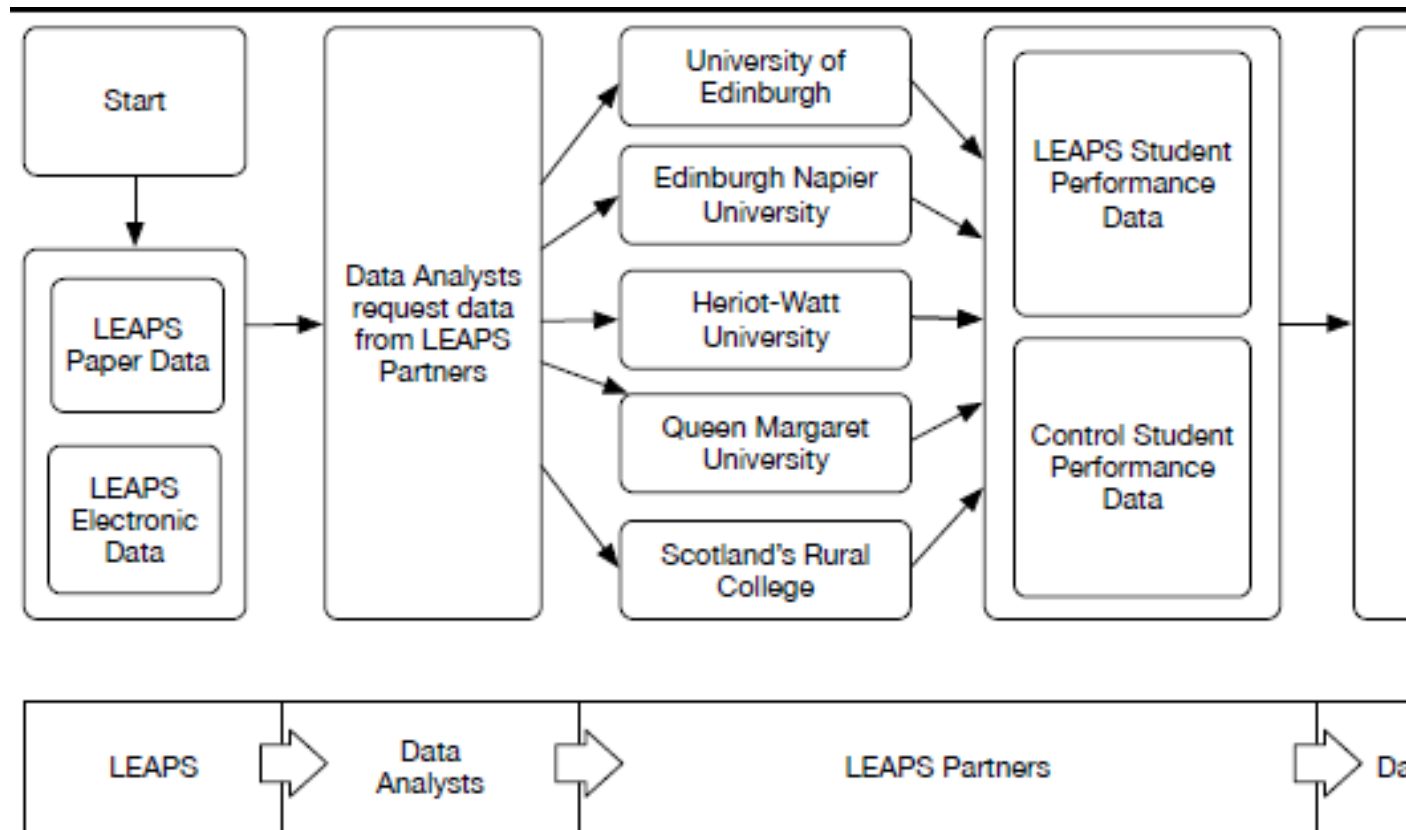 Start
LEAPS
Paper Data
LEAPS
Electronic
Data
Data Analysts
request data
from LEAPS
Partners
University of
Edinburgh
Edinburgh Napier
University
Heriot-Watt
University
Queen Margaret
University
Scotland's Rural
College
LEAPS Student
Performance
Data
Control Student
Performance
Data
LEAPS
Data
Analysts
LEAPS Partners
Da